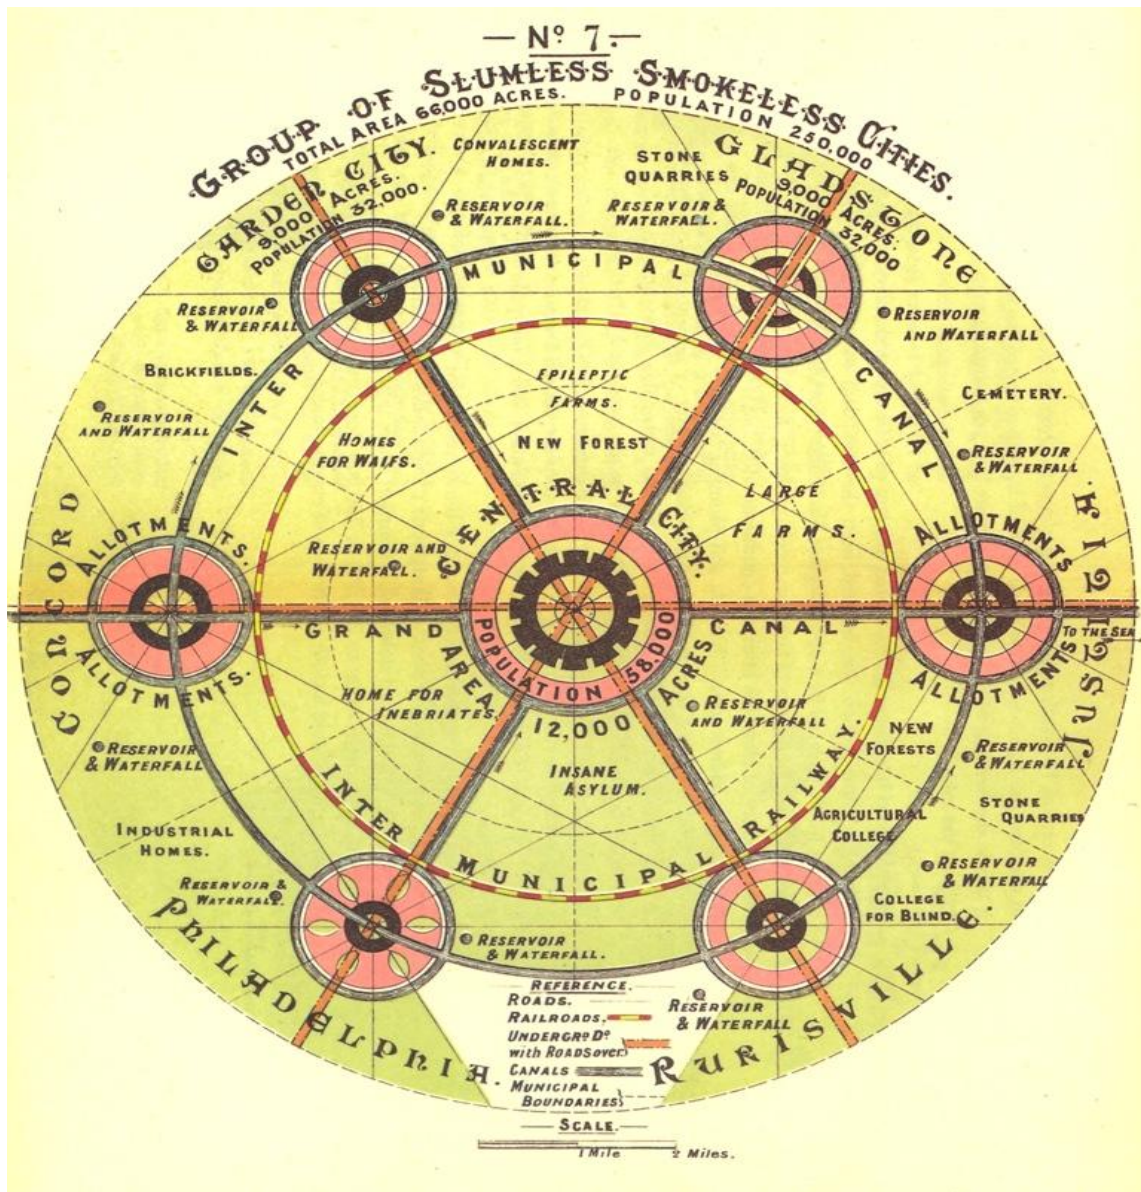 — Nº 7. —
GROUP OF SLUMLESS SMOKELESS CITIES.
TOTAL AREA 66,000 ACRES. POPULATION 250,000
GARDEN CITY.
9,000 ACRES.
POPULATION 32.000.
CONVALESCENT
HOMES.
STONE
QUARRIES
GLADSTONE
9,000 ACRES.
POPULATION 32,000
RESERVOIR
& WATERFALL.
RESERVOIR &
WATERFALL.
INTER MUNICIPAL CANAL
RESERVOIR
& WATERFALL
RESERVOIR
AND WATERFALL
BRICKFIELDS.
EPILEPTIC
FARMS.
CEMETERY.
RESERVOIR
AND WATERFALL
HOMES
FOR WAIFS.
NEW FOREST
RESERVOIR
& WATERFALL
LARGE
FARMS.
CENTRAL CITY.
CONCORD
ALLOTMENTS.
RESERVOIR AND
WATERFALL.
ALLOTMENTS
JUSTITIA.
GRAND CANAL
TO THE SEA
POPULATION 58.000
AREA 12,000 ACRES
ALLOTMENTS.
ALLOTMENTS
HOME FOR
INEBRIATES.
RESERVOIR
AND WATERFALL
NEW
FORESTS
RESERVOIR
& WATERFALL
RESERVOIR
& WATERFALL
INSANE
ASYLUM.
INTER MUNICIPAL RAILWAY.
AGRICULTURAL
COLLEGE
STONE
QUARRIES
INDUSTRIAL
HOMES.
RESERVOIR
& WATERFALL
RESERVOIR &
WATERFALL.
COLLEGE
FOR BLIND.
PHILADELPHIA.
RESERVOIR
& WATERFALL.
RURISVILLE.
REFERENCE.
ROADS.
RAILROADS,
UNDERGRD Dº
with ROADS over
CANALS
MUNICIPAL
BOUNDARIES
RESERVOIR
& WATERFALL
— SCALE. —
1 Mile 2 Miles.